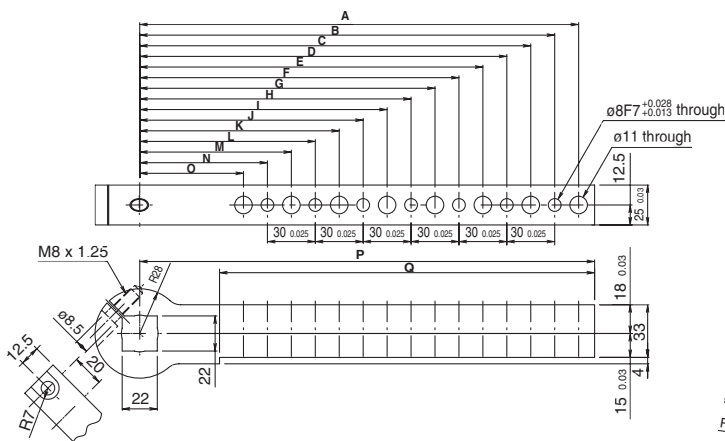 A
B
C
D
E
F
G
H
I
J
K
L
M
N
O
ø8F7 +0.028 +0.013 through
ø11 through
12.5
25 0.03
30 0.025 30 0.025 30 0.025 30 0.025 30 0.025 30 0.025
P
Q
M8 x 1.25
R28
ø8.5
12.5
20
R7
22
22
18 0.03
33
4
15 0.03